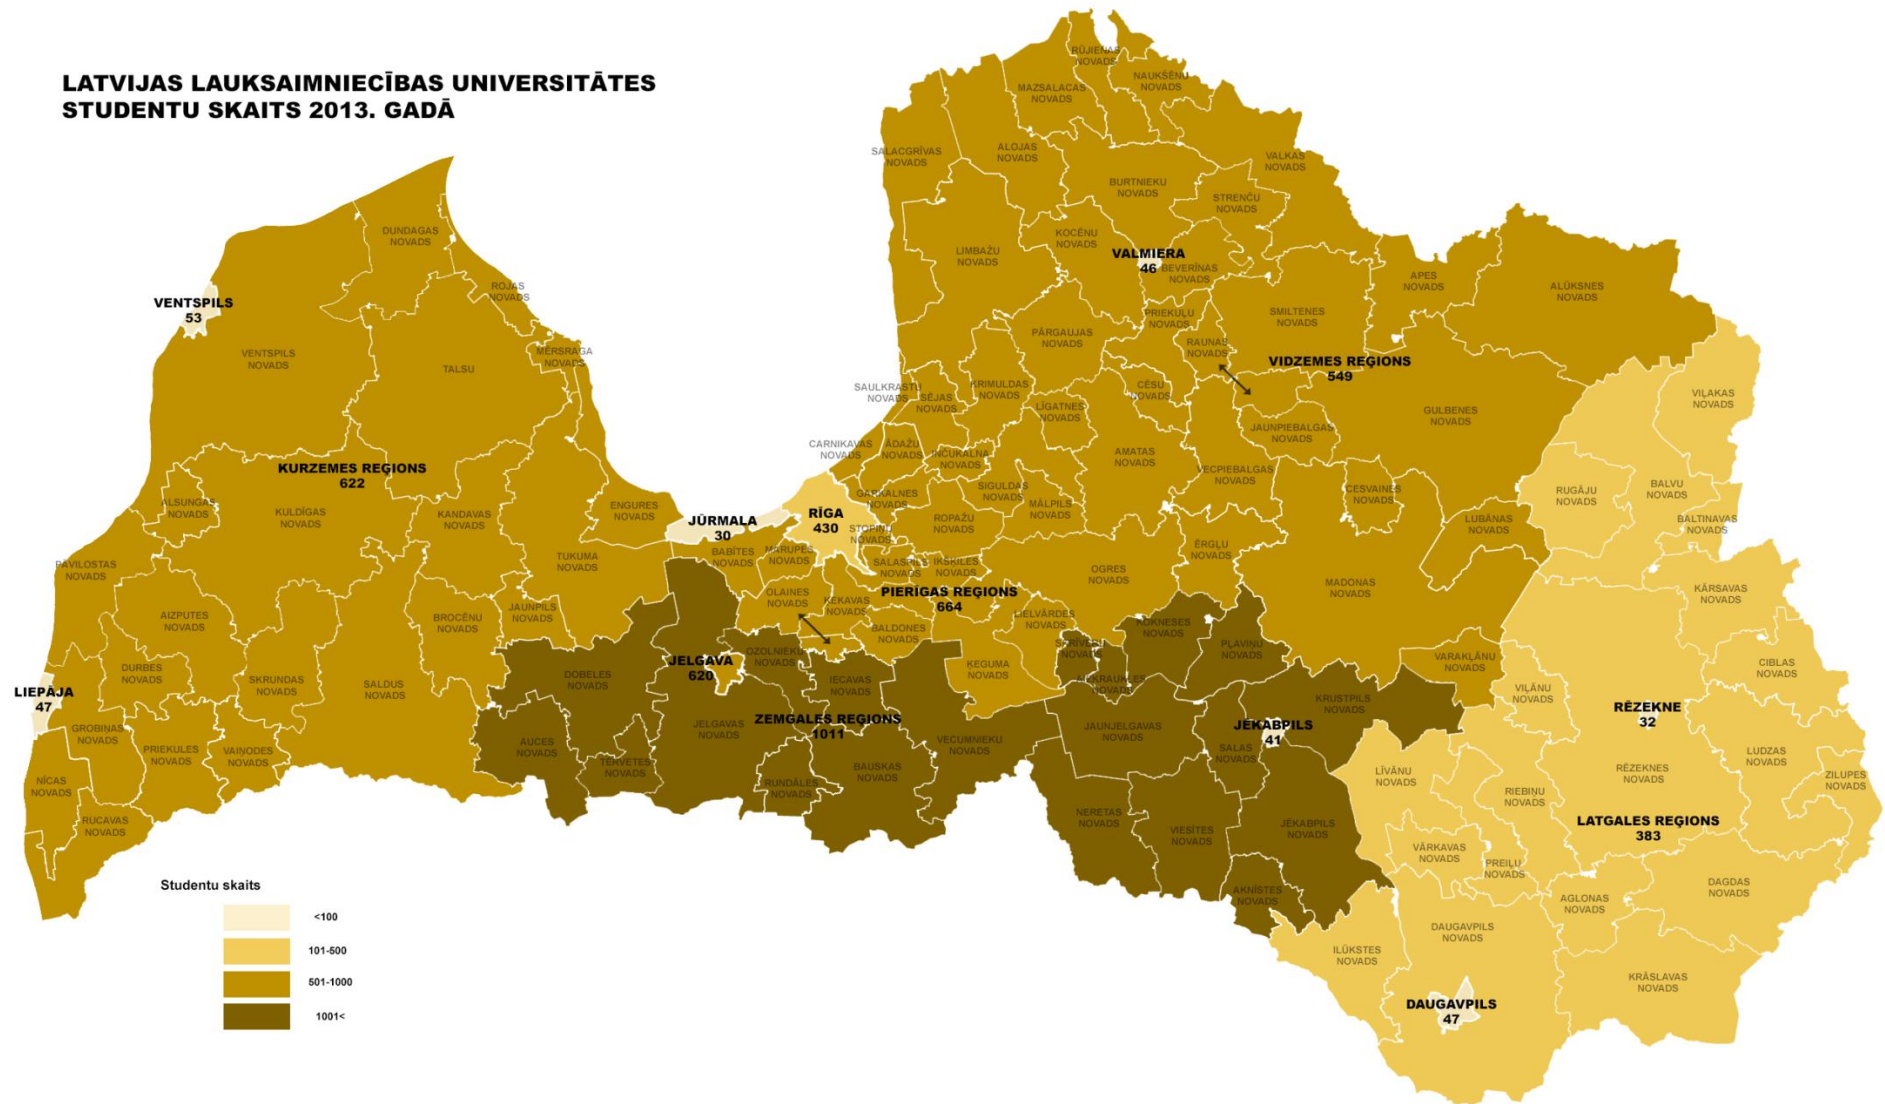 LATVIJAS LAUKSAIMNIECĪBAS UNIVERSITĀTES
STUDENTU SKAITS 2013. GADĀ
RŪJIENAS
NOVADS
NAUKŠĒNU
NOVADS
MAZSALACAS
NOVADS
SALACGRĪVAS
NOVADS
ALOJAS
NOVADS
VALKAS
NOVADS
BURTNIEKU
NOVADS
STRENČU
NOVADS
DUNDAGAS
NOVADS
KOCĒNU
NOVADS
LIMBAŽU
NOVADS
VALMIERA
46
BEVERĪNAS
NOVADS
APES
NOVADS
ALŪKSNES
NOVADS
ROJAS
NOVADS
VENTSPILS
53
PRIEKUĻU
NOVADS
SMILTENES
NOVADS
PĀRGAUJAS
NOVADS
RAUNAS
NOVADS
VENTSPILS
NOVADS
MĒRSRAGA
NOVADS
TALSU
VIDZEMES REĢIONS
549
SAULKRASTU
NOVADS
SĒJAS
NOVADS
KRIMULDAS
NOVADS
CĒSU
NOVADS
LĪGATNES
NOVADS
VIĻAKAS
NOVADS
GULBENES
NOVADS
JAUNPIEBALGAS
NOVADS
CARNIKAVAS
NOVADS
ĀDAŽU
NOVADS
INČUKALNA
NOVADS
AMATAS
NOVADS
KURZEMES REĢIONS
622
VECPIEBALGAS
NOVADS
CESVAINES
NOVADS
RUGĀJU
NOVADS
BALVU
NOVADS
SIGULDAS
NOVADS
GARKALNES
NOVADS
MĀLPILS
NOVADS
ALSUNGAS
NOVADS
KULDĪGAS
NOVADS
KANDAVAS
NOVADS
ENGURES
NOVADS
JŪRMALA
30
RĪGA
430
ROPAŽU
NOVADS
STOPIŅU
NOVADS
LUBĀNAS
NOVADS
BALTINAVAS
NOVADS
TUKUMA
NOVADS
BABĪTES
NOVADS
MĀRUPES
NOVADS
SALASPILS
NOVADS
IKŠĶILES
NOVADS
ĒRGĻU
NOVADS
PĀVILOSTAS
NOVADS
OGRES
NOVADS
MADONAS
NOVADS
KĀRSAVAS
NOVADS
PIERĪGAS REĢIONS
664
OLAINES
NOVADS
ĶEKAVAS
NOVADS
AIZPUTES
NOVADS
BROCĒNU
NOVADS
JAUNPILS
NOVADS
LIELVĀRDES
NOVADS
BALDONES
NOVADS
KOKNESES
NOVADS
SKRĪVERU
NOVADS
PĻAVIŅU
NOVADS
OZOLNIEKU
NOVADS
JELGAVA
620
VARAKĻĀNU
NOVADS
CIBLAS
NOVADS
DURBES
NOVADS
SKRUNDAS
NOVADS
SALDUS
NOVADS
DOBELES
NOVADS
IECAVAS
NOVADS
ĶEGUMA
NOVADS
AIZKRAUKLES
NOVADS
VIĻĀNU
NOVADS
LIEPĀJA
47
KRUSTPILS
NOVADS
RĒZEKNE
32
GROBIŅAS
NOVADS
ZEMGALES REĢIONS
1011
JELGAVAS
NOVADS
JAUNJELGAVAS
NOVADS
JĒKABPILS
41
PRIEKULES
NOVADS
VAIŅODES
NOVADS
AUCES
NOVADS
VECUMNIEKU
NOVADS
SALAS
NOVADS
LUDZAS
NOVADS
TĒRVETES
NOVADS
BAUSKAS
NOVADS
RĒZEKNES
NOVADS
ZILUPES
NOVADS
NĪCAS
NOVADS
RUNDĀLES
NOVADS
LĪVĀNU
NOVADS
RIEBIŅU
NOVADS
RUCAVAS
NOVADS
NERETAS
NOVADS
VIESĪTES
NOVADS
JĒKABPILS
NOVADS
LATGALES REĢIONS
383
VĀRKAVAS
NOVADS
PREIĻU
NOVADS
AKNĪSTES
NOVADS
AGLONAS
NOVADS
DAGDAS
NOVADS
DAUGAVPILS
NOVADS
ILŪKSTES
NOVADS
KRĀSLAVAS
NOVADS
DAUGAVPILS
47
Studentu skaits
<100
101-500
501-1000
1001<